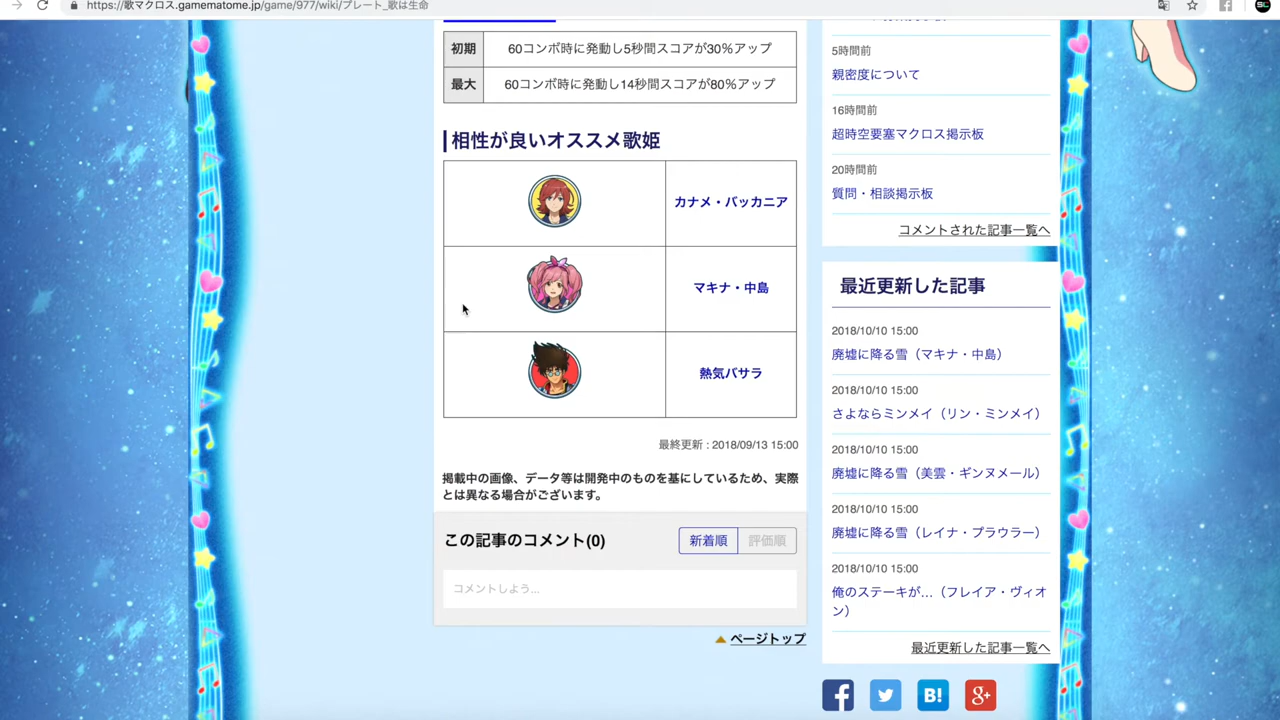 https://歌マクロス.gamematome.jp/game/977/wiki/プレート_歌は生命
初期 60コンボ時に発動し5秒間スコアが30%アップ
最大 60コンボ時に発動し14秒間スコアが80%アップ
相性が良いオススメ歌姫
カナメ・バッカニア
マキナ・中島
熱気バサラ
最終更新 : 2018/09/13 15:00
掲載中の画像、データ等は開発中のものを基にしているため、実際
とは異なる場合がございます。
この記事のコメント(0)
新着順 評価順
コメントしよう...
ページトップ
5時間前
親密度について
16時間前
超時空要塞マクロス掲示板
20時間前
質問・相談掲示板
コメントされた記事一覧へ
最近更新した記事
2018/10/10 15:00
廃墟に降る雪（マキナ・中島）
2018/10/10 15:00
さよならミンメイ（リン・ミンメイ）
2018/10/10 15:00
廃墟に降る雪（美雲・ギンヌメール）
2018/10/10 15:00
廃墟に降る雪（レイナ・プラウラー）
2018/10/10 15:00
俺のステーキが…（フレイア・ヴィオ
ン）
最近更新した記事一覧へ
f
B!
g+